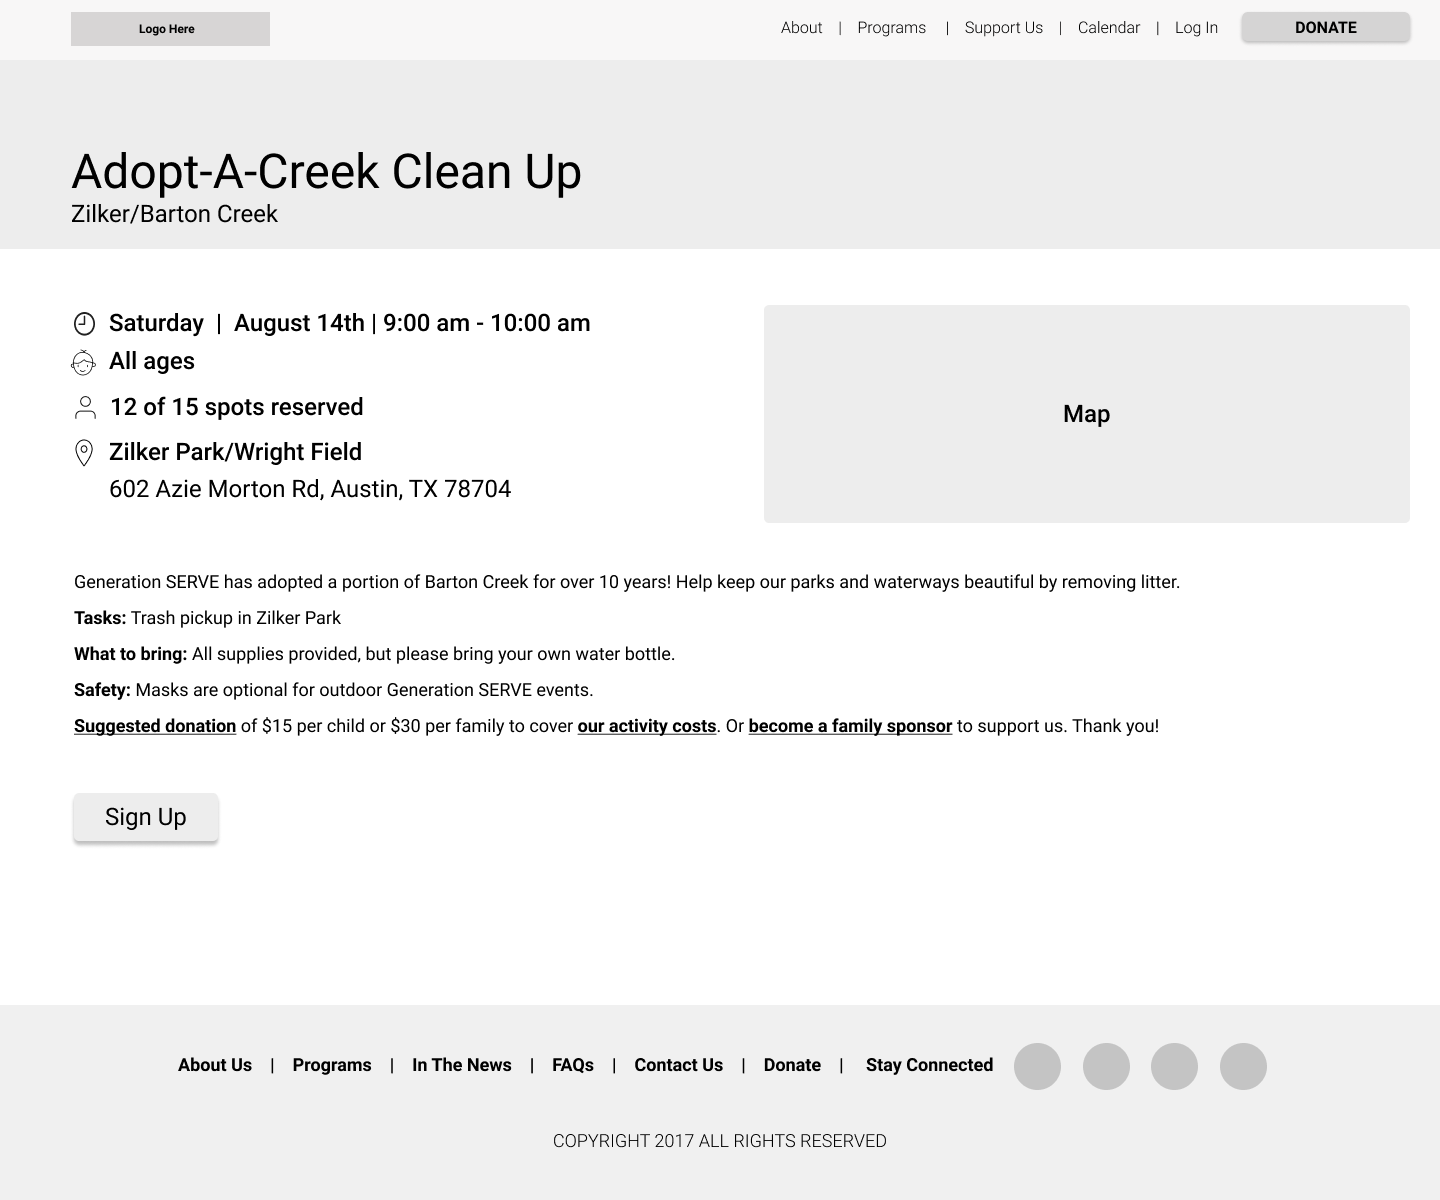 Logo Here
About | Programs | Support Us | Calendar | Log In DONATE
Adopt-A-Creek Clean Up
Zilker/Barton Creek
Saturday | August 14th | 9:00 am - 10:00 am
All ages
12 of 15 spots reserved
Zilker Park/Wright Field
602 Azie Morton Rd, Austin, TX 78704
Map
Generation SERVE has adopted a portion of Barton Creek for over 10 years! Help keep our parks and waterways beautiful by removing litter.
Tasks: Trash pickup in Zilker Park
What to bring: All supplies provided, but please bring your own water bottle.
Safety: Masks are optional for outdoor Generation SERVE events.
Suggested donation of $15 per child or $30 per family to cover our activity costs. Or become a family sponsor to support us. Thank you!
Sign Up
About Us | Programs | In The News | FAQs | Contact Us | Donate | Stay Connected
COPYRIGHT 2017 ALL RIGHTS RESERVED